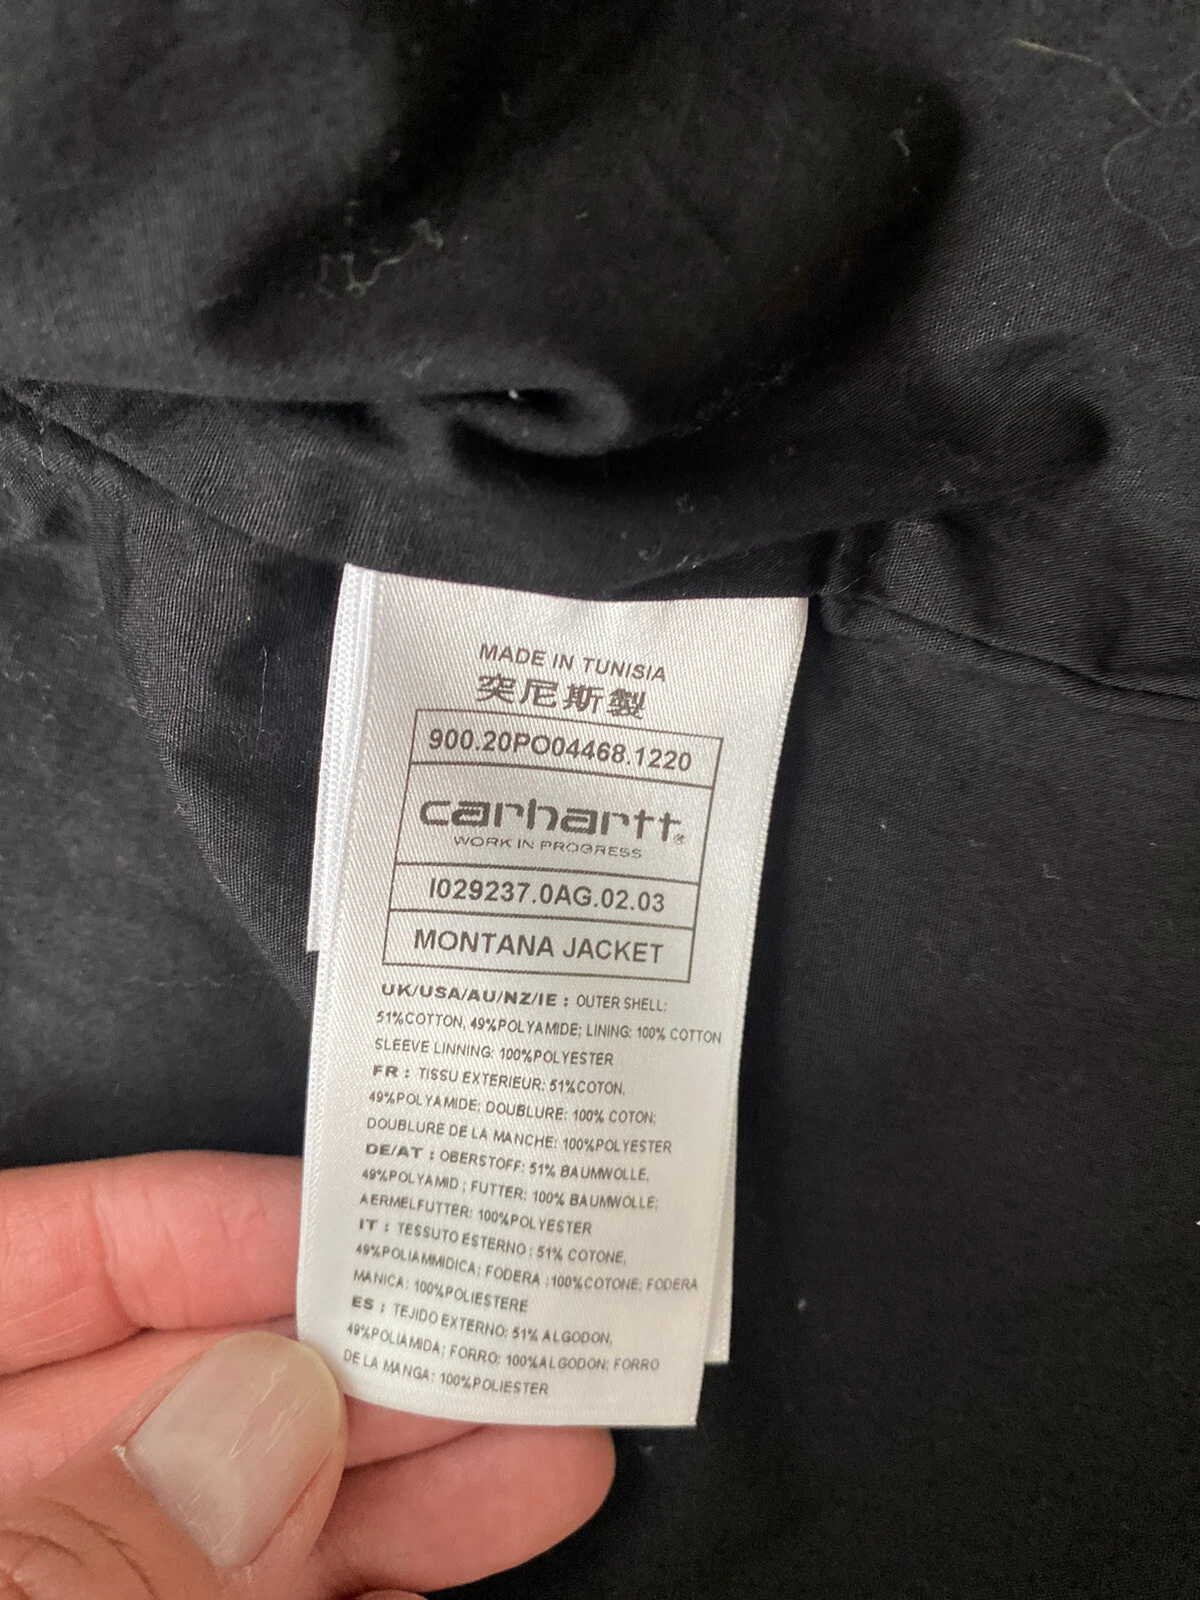 MADE IN TUNISIA
突尼斯製
900.20PO04468.1220
carhartt®
WORK IN PROGRESS
I029237.0AG.02.03
MONTANA JACKET
UK/USA/AU/NZ/IE : OUTER SHELL:
51%COTTON, 49%POLYAMIDE; LINING: 100% COTTON
SLEEVE LINNING: 100%POLYESTER
FR : TISSU EXTERIEUR: 51%COTON,
49%POLYAMIDE; DOUBLURE: 100% COTON;
DOUBLURE DE LA MANCHE: 100%POLYESTER
DE/AT : OBERSTOFF: 51% BAUMWOLLE,
49%POLYAMID ; FUTTER: 100% BAUMWOLLE;
AERMELFUTTER: 100%POLYESTER
IT : TESSUTO ESTERNO : 51% COTONE,
49%POLIAMMIDICA; FODERA :100%COTONE; FODERA
MANICA: 100%POLIESTERE
ES : TEJIDO EXTERNO: 51% ALGODON,
49%POLIAMIDA; FORRO: 100%ALGODON; FORRO
DE LA MANGA: 100%POLIESTER